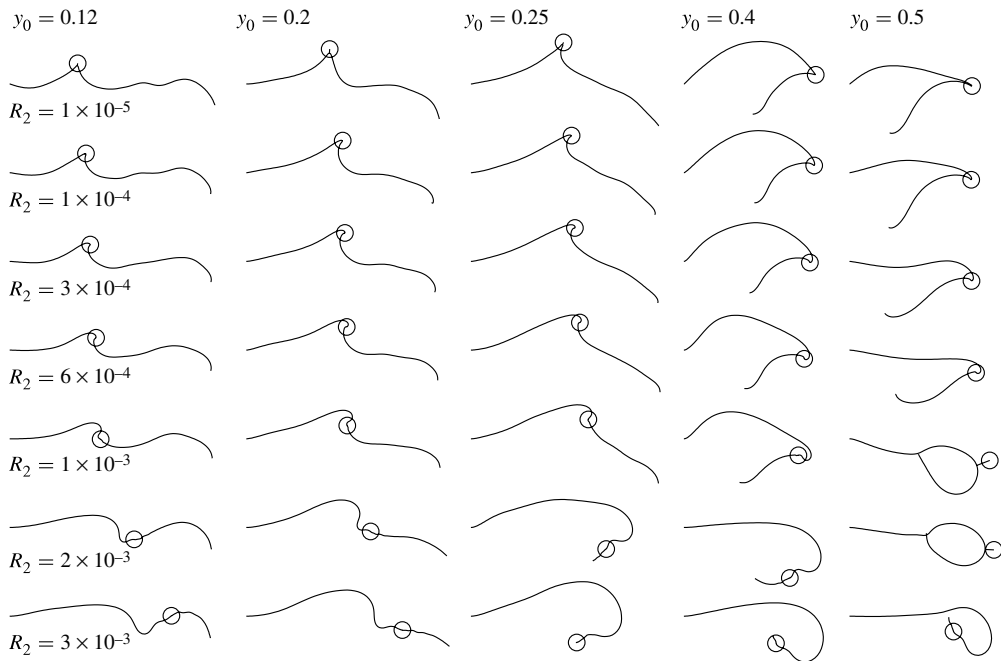 y₀ = 0.12 y₀ = 0.2 y₀ = 0.25 y₀ = 0.4 y₀ = 0.5
R₂ = 1 × 10⁻⁵
R₂ = 1 × 10⁻⁴
R₂ = 3 × 10⁻⁴
R₂ = 6 × 10⁻⁴
R₂ = 1 × 10⁻³
R₂ = 2 × 10⁻³
R₂ = 3 × 10⁻³